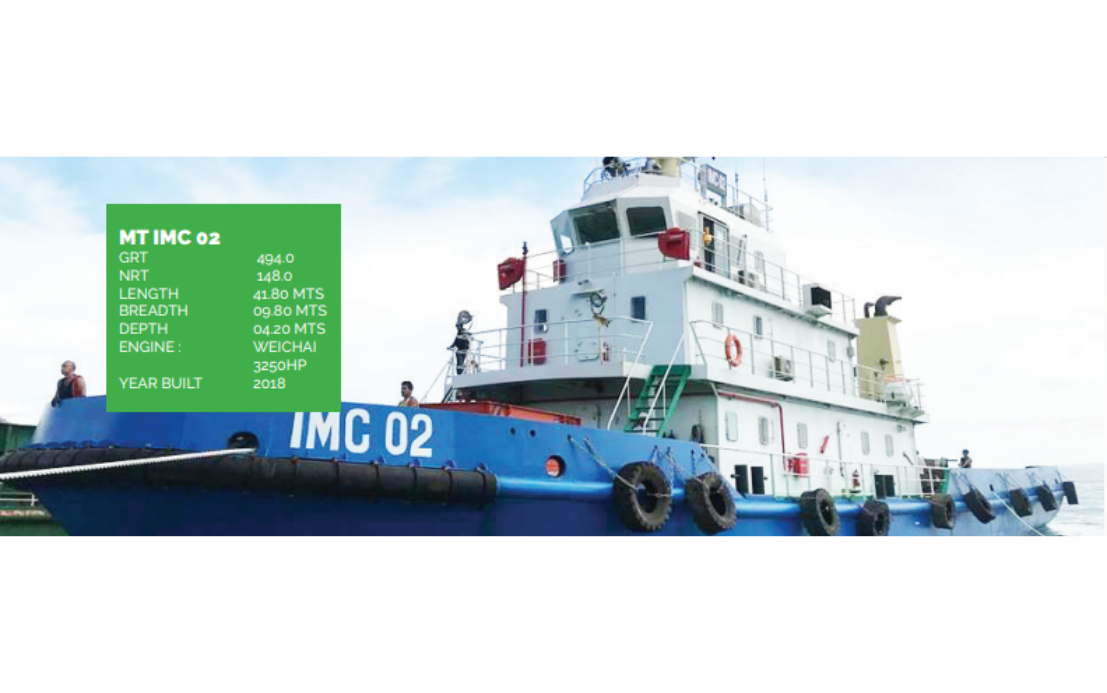 MT IMC 02
GRT 494.0
NRT 148.0
LENGTH 41.80 MTS
BREADTH 09.80 MTS
DEPTH 04.20 MTS
ENGINE : WEICHAI
3250HP
YEAR BUILT 2018
IMC 02